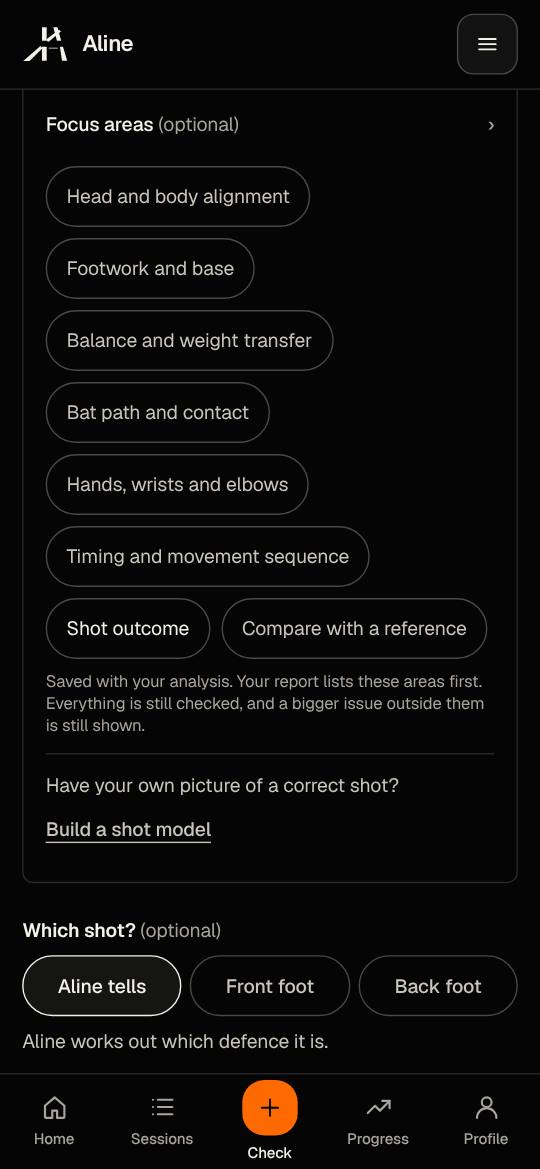 Aline
Focus areas (optional)
Head and body alignment
Footwork and base
Balance and weight transfer
Bat path and contact
Hands, wrists and elbows
Timing and movement sequence
Shot outcome
Compare with a reference
Saved with your analysis. Your report lists these areas first.
Everything is still checked, and a bigger issue outside them
is still shown.
Have your own picture of a correct shot?
Build a shot model
Which shot? (optional)
Aline tells
Front foot
Back foot
Aline works out which defence it is.
Home
Sessions
Check
Progress
Profile